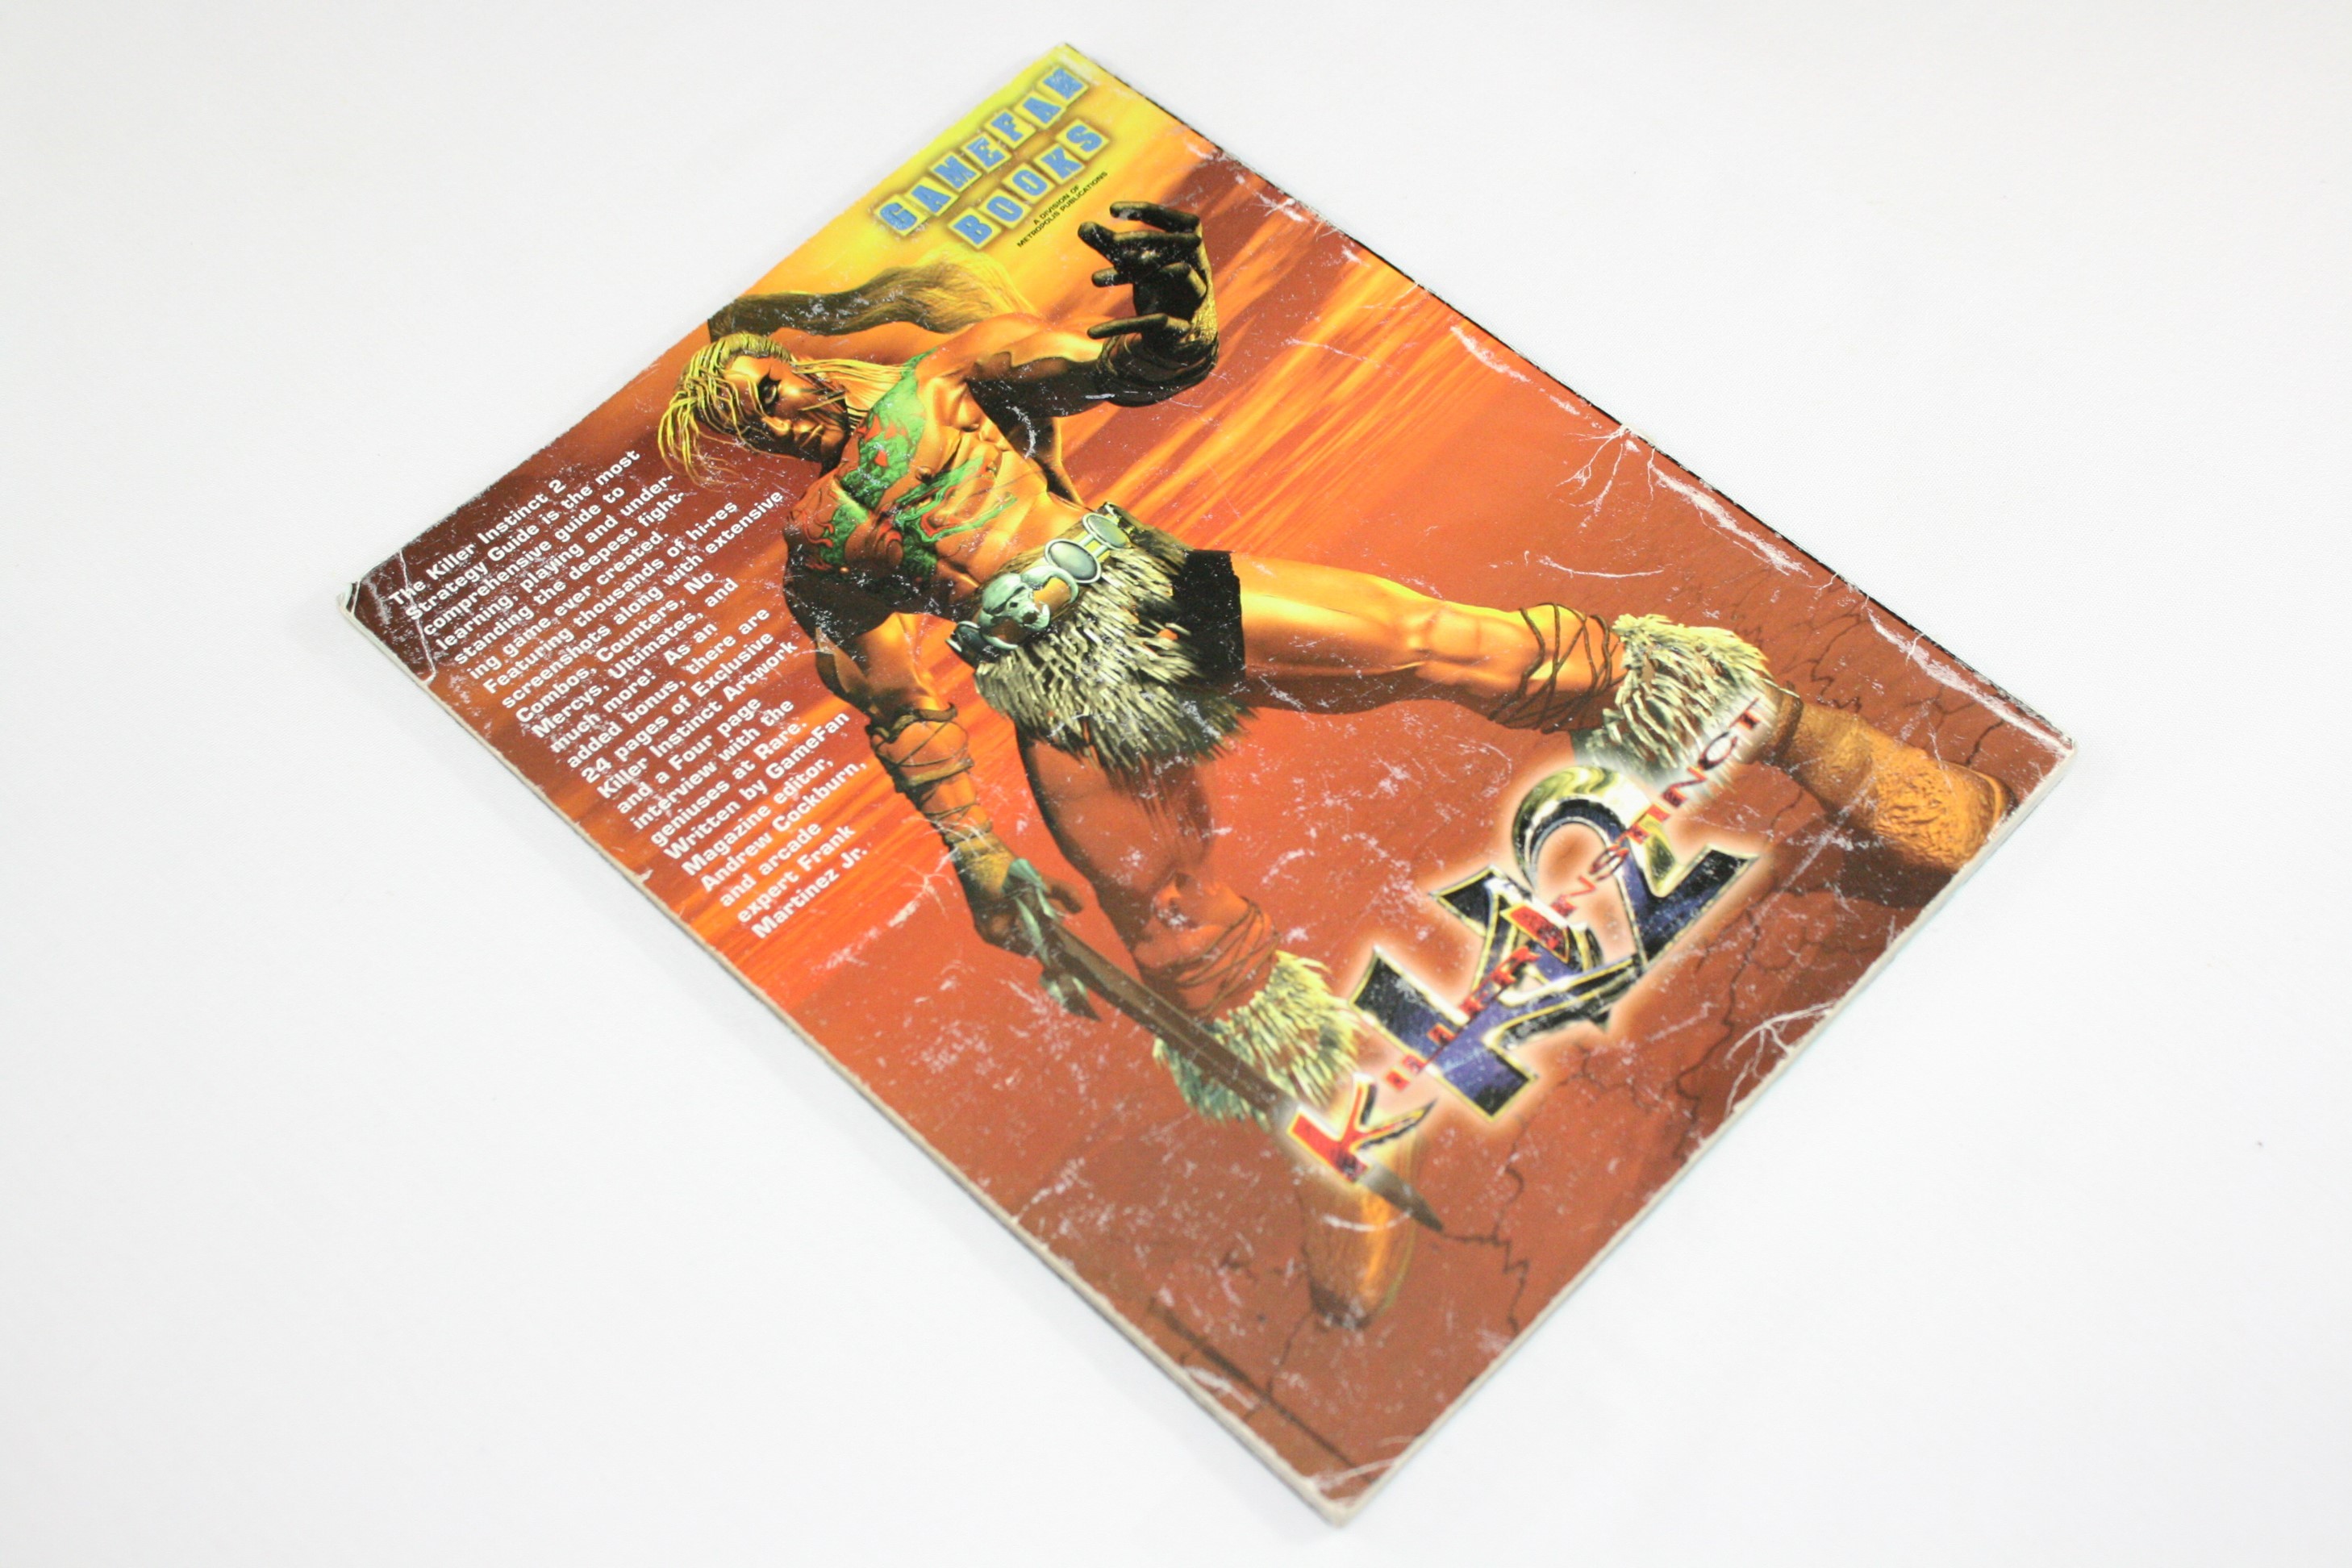 GAMEFAN
BOOKS
A DIVISION OF
METROPOLIS PUBLICATIONS
The Killer Instinct 2
Strategy Guide is the most
comprehensive guide to
learning, playing and under-
standing the deepest fight-
ing game ever created.
Featuring thousands of hi-res
screenshots along with extensive
Combos, Counters, No
Mercys, Ultimates, and
much more! As an
added bonus, there are
24 pages of Exclusive
Killer Instinct Artwork
and a Four page
interview with the
geniuses at Rare.
Written by GameFan
Magazine editor,
Andrew Cockburn,
and arcade
expert Frank
Martinez Jr.
KI2
KILLER INSTINCT